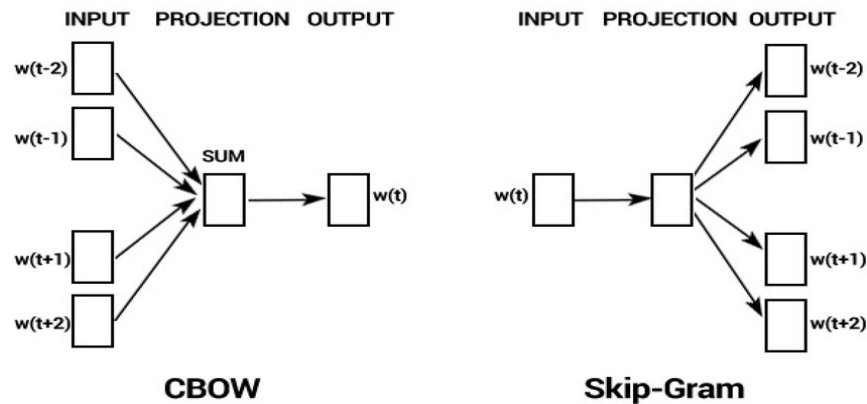 INPUT PROJECTION OUTPUT
w(t-2)
w(t-1)
SUM
w(t)
w(t+1)
w(t+2)
CBOW
INPUT PROJECTION OUTPUT
w(t-2)
w(t-1)
w(t)
w(t+1)
w(t+2)
Skip-Gram